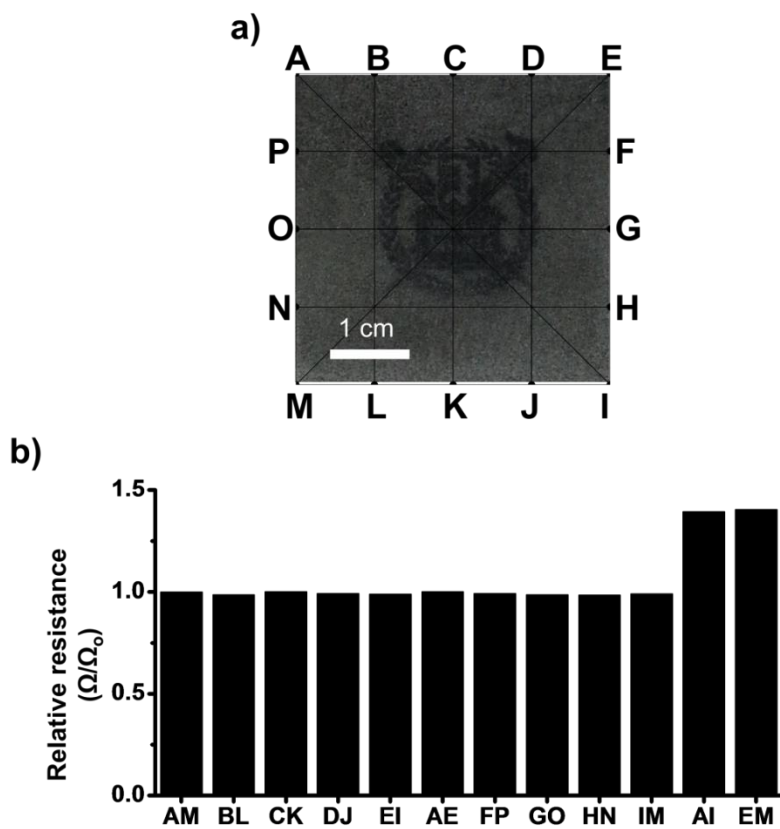 a)
A B C D E
P F
O G
N H
1 cm
M L K J I
b)
1.5
1.0
0.5
0.0
Relative resistance
(Ω/Ωo)
AM BL CK DJ EI AE FP GO HN IM AI EM